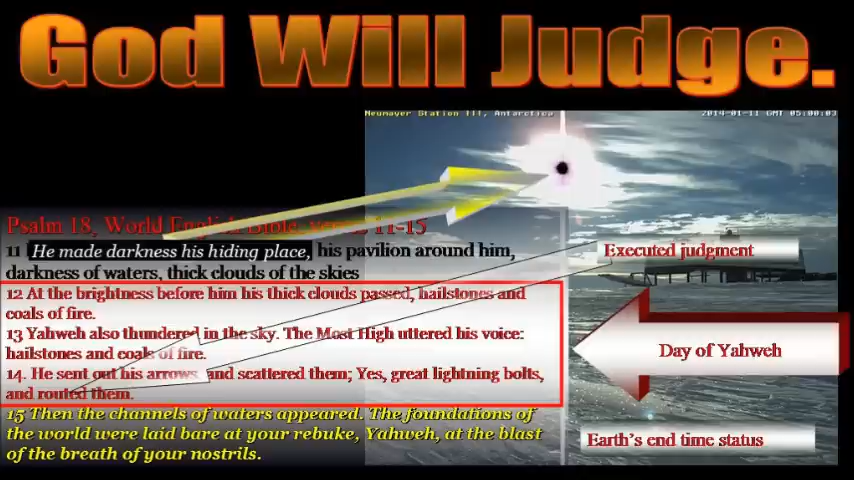 God Will Judge.
Neumayer Station III, Antarctica
2014-01-11 GMT 05:00:03
Psalm 18, World English Bible, verses 11-15
11 He made darkness his hiding place, his pavilion around him,
darkness of waters, thick clouds of the skies
12 At the brightness before him his thick clouds passed, hailstones and
coals of fire.
13 Yahweh also thundered in the sky. The Most High uttered his voice:
hailstones and coals of fire.
14. He sent out his arrows, and scattered them; Yes, great lightning bolts,
and routed them.
15 Then the channels of waters appeared. The foundations of
the world were laid bare at your rebuke, Yahweh, at the blast
of the breath of your nostrils.
Executed judgment
Day of Yahweh
Earth's end time status